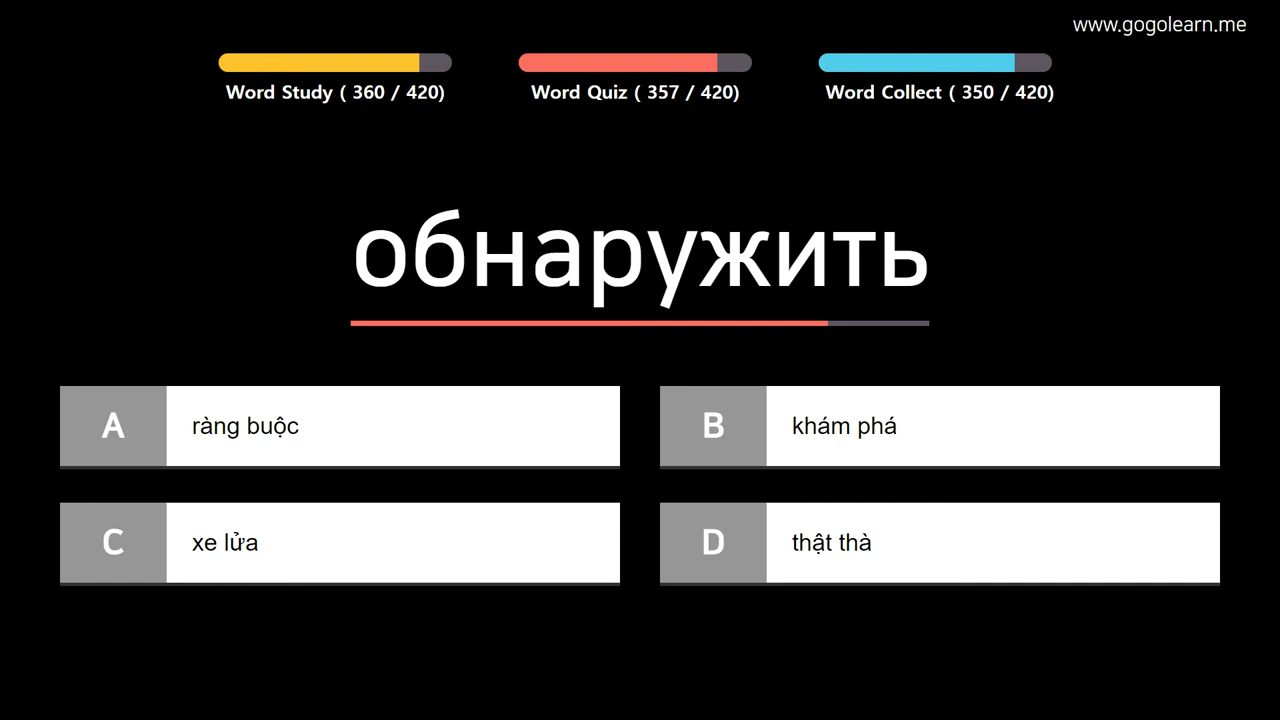 www.gogolearn.me
Word Study ( 360 / 420)
Word Quiz ( 357 / 420)
Word Collect ( 350 / 420)
обнаружить
A ràng buộc
B khám phá
C xe lửa
D thật thà